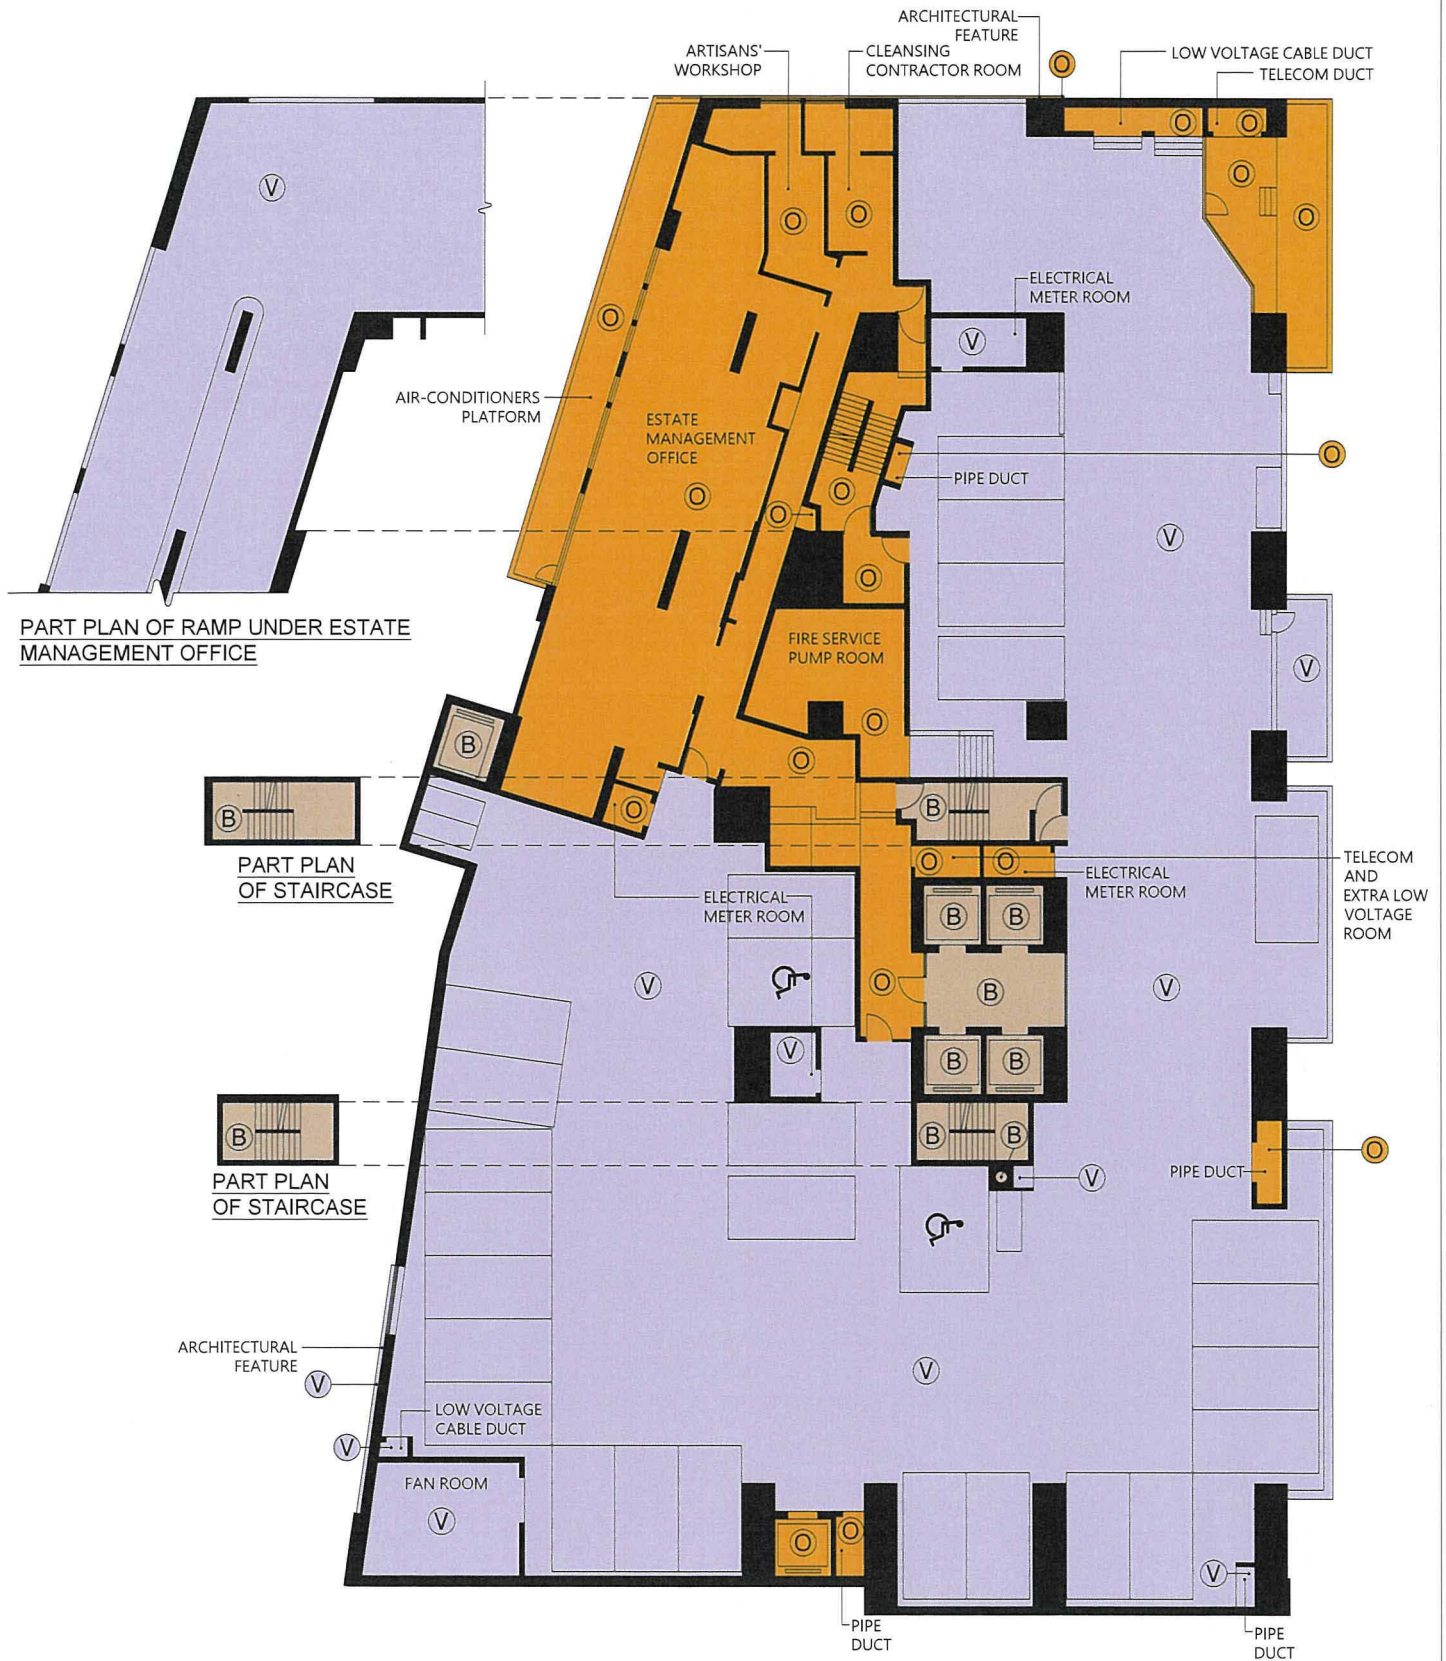 ARCHITECTURAL
FEATURE
ARTISANS'
WORKSHOP
CLEANSING
CONTRACTOR ROOM
O
LOW VOLTAGE CABLE DUCT
TELECOM DUCT
O
O
V
O
O
O
O
ELECTRICAL
METER ROOM
O
V
AIR-CONDITIONERS
PLATFORM
ESTATE
MANAGEMENT
OFFICE
O
O
PIPE DUCT
O
O
O
V
O
PART PLAN OF RAMP UNDER ESTATE
MANAGEMENT OFFICE
FIRE SERVICE
PUMP ROOM
V
O
B
O
B
PART PLAN
OF STAIRCASE
O
B
O
O
TELECOM
AND
EXTRA LOW
VOLTAGE
ROOM
ELECTRICAL
METER ROOM
ELECTRICAL
METER ROOM
B
B
V
O
B
V
V
B
B
B
PART PLAN
OF STAIRCASE
B
B
V
PIPE DUCT
O
ARCHITECTURAL
FEATURE
V
V
LOW VOLTAGE
CABLE DUCT
V
FAN ROOM
V
O
O
V
PIPE
DUCT
PIPE
DUCT